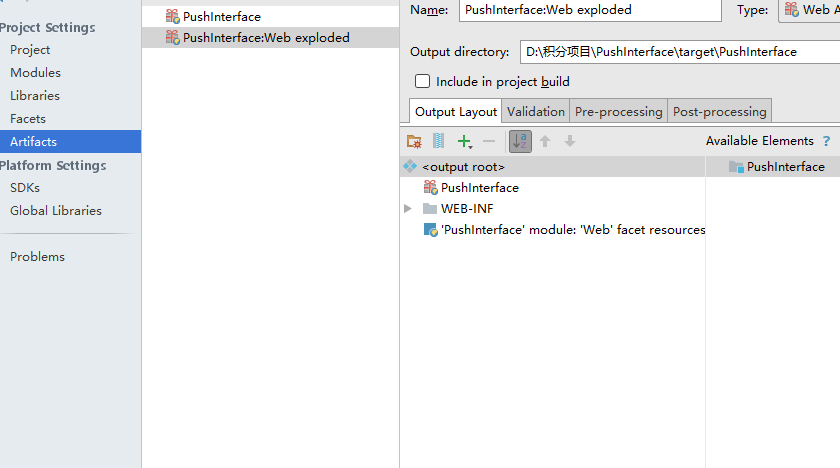 Project Settings
Project
Modules
Libraries
Facets
Artifacts
Platform Settings
SDKs
Global Libraries
Problems
PushInterface
PushInterface:Web exploded
Name: PushInterface:Web exploded Type: Web A
Output directory: D:\积分项目\PushInterface\target\PushInterface
Include in project build
Output Layout Validation Pre-processing Post-processing
Available Elements ?
<output root>
PushInterface
WEB-INF
'PushInterface' module: 'Web' facet resources
PushInterface